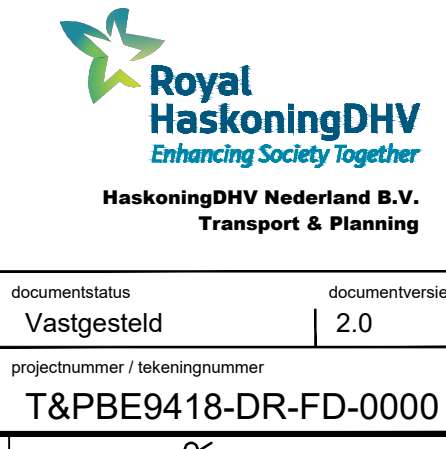 Royal
HaskoningDHV
Enhancing Society Together
HaskoningDHV Nederland B.V.
Transport & Planning
documentstatus documentversie
Vastgesteld 2.0
projectnummer / tekeningnummer
T&PBE9418-DR-FD-0000